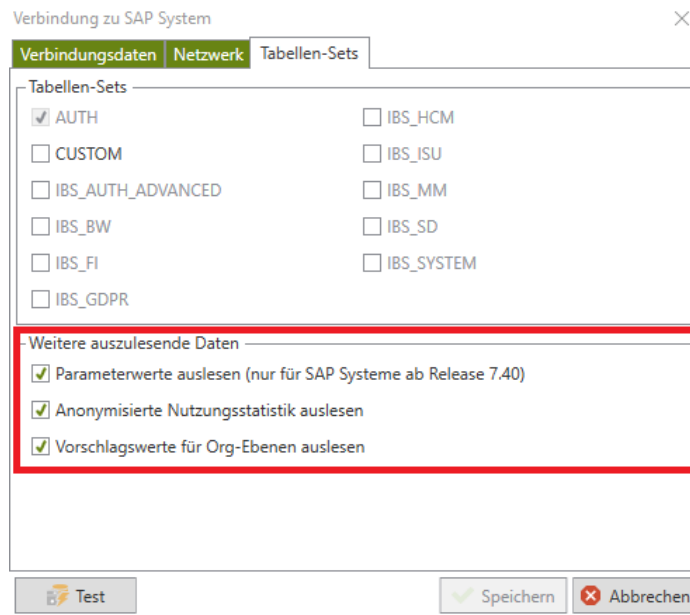 Verbindung zu SAP System
Verbindungsdaten Netzwerk Tabellen-Sets
Tabellen-Sets
AUTH
CUSTOM
IBS_AUTH_ADVANCED
IBS_BW
IBS_FI
IBS_GDPR
IBS_HCM
IBS_ISU
IBS_MM
IBS_SD
IBS_SYSTEM
Weitere auszulesende Daten
Parameterwerte auslesen (nur für SAP Systeme ab Release 7.40)
Anonymisierte Nutzungsstatistik auslesen
Vorschlagswerte für Org-Ebenen auslesen
Test Speichern Abbrechen